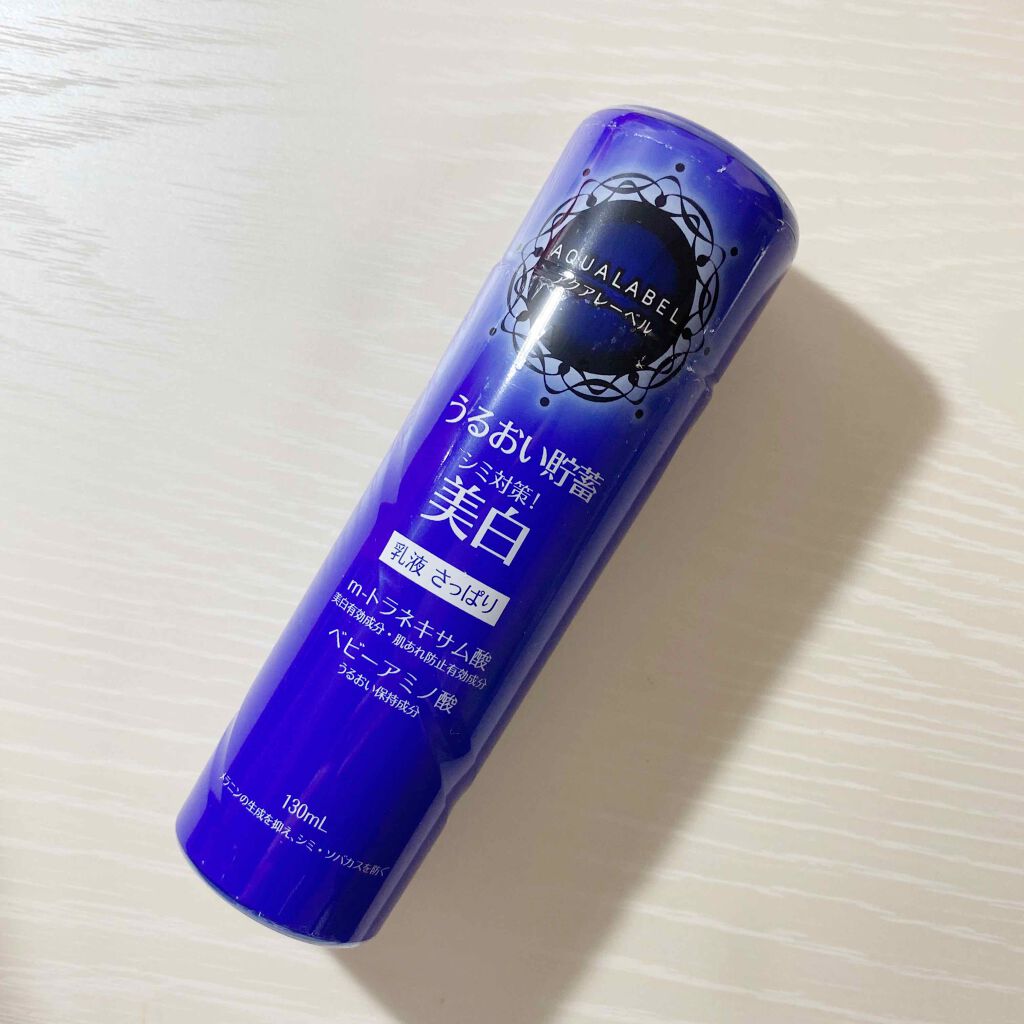 AQUALABEL
アクアレーベル
うるおい貯蓄
シミ対策!
美白
乳液 さっぱり
m-トラネキサム酸
美白有効成分・肌あれ防止有効成分
ベビーアミノ酸
うるおい保持成分
130mL
メラニンの生成を抑え、シミ・ソバカスを防ぐ